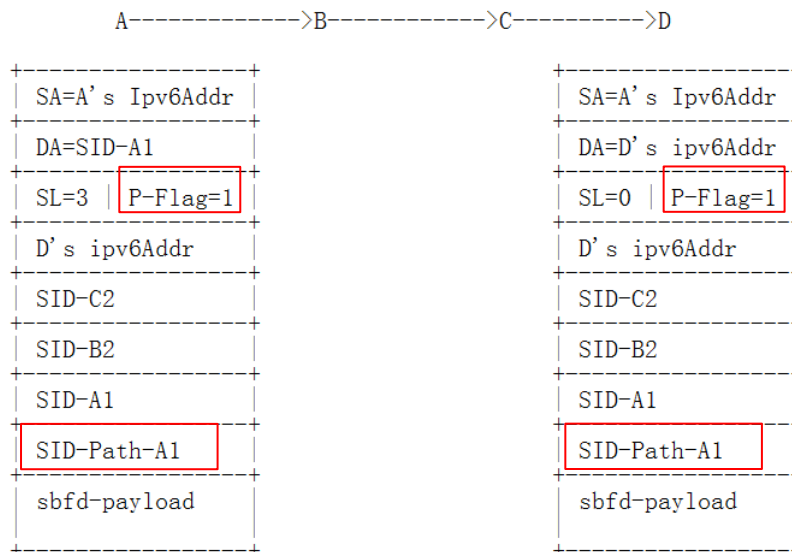 A------------->B------------>C---------->D
SA=A's Ipv6Addr
DA=SID-A1
SL=3 | P-Flag=1
D's ipv6Addr
SID-C2
SID-B2
SID-A1
SID-Path-A1
sbfd-payload
SA=A's Ipv6Addr
DA=D's ipv6Addr
SL=0 | P-Flag=1
D's ipv6Addr
SID-C2
SID-B2
SID-A1
SID-Path-A1
sbfd-payload